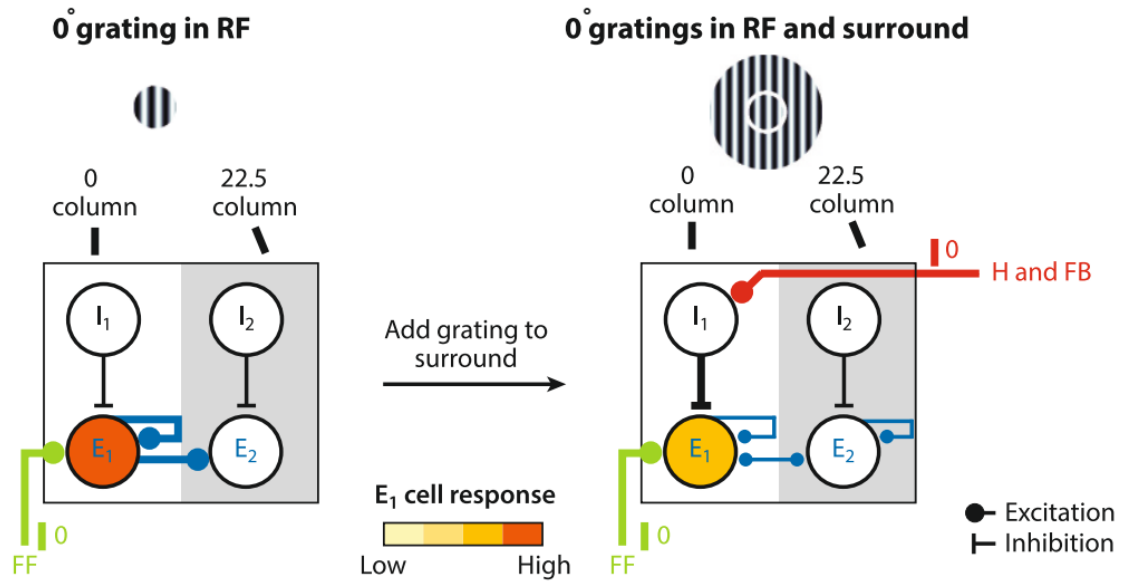 0° grating in RF
0° gratings in RF and surround
0
column
22.5
column
0
column
22.5
column
0
H and FB
I1
I2
I1
I2
Add grating to
surround
E1
E2
E1
E2
E1 cell response
Low
High
0
FF
0
FF
Excitation
Inhibition